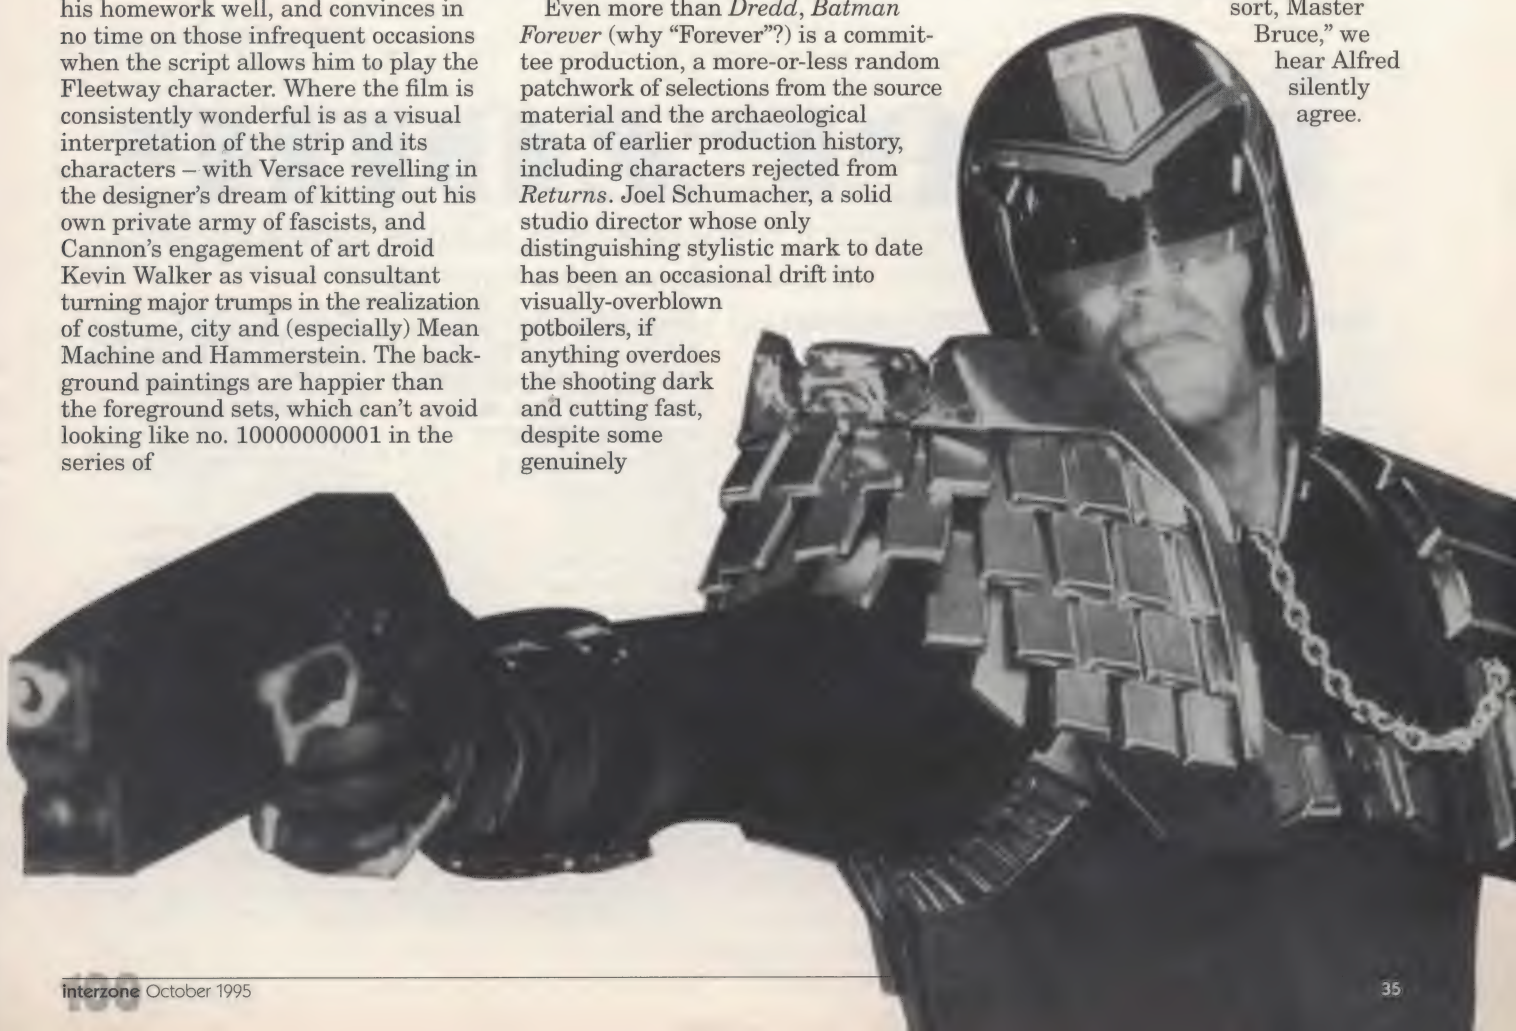 his homework well, and convinces in
no time on those infrequent occasions
when the script allows him to play the
Fleetway character. Where the film is
consistently wonderful is as a visual
interpretation of the strip and its
characters – with Versace revelling in
the designer's dream of kitting out his
own private army of fascists, and
Cannon's engagement of art droid
Kevin Walker as visual consultant
turning major trumps in the realization
of costume, city and (especially) Mean
Machine and Hammerstein. The back-
ground paintings are happier than
the foreground sets, which can't avoid
looking like no. 10000000001 in the
series of
Even more than Dredd, Batman
Forever (why “Forever”?) is a commit-
tee production, a more-or-less random
patchwork of selections from the source
material and the archaeological
strata of earlier production history,
including characters rejected from
Returns. Joel Schumacher, a solid
studio director whose only
distinguishing stylistic mark to date
has been an occasional drift into
visually-overblown
potboilers, if
anything overdoes
the shooting dark
and cutting fast,
despite some
genuinely
sort, Master
Bruce,” we
hear Alfred
silently
agree.
interzone October 1995
35